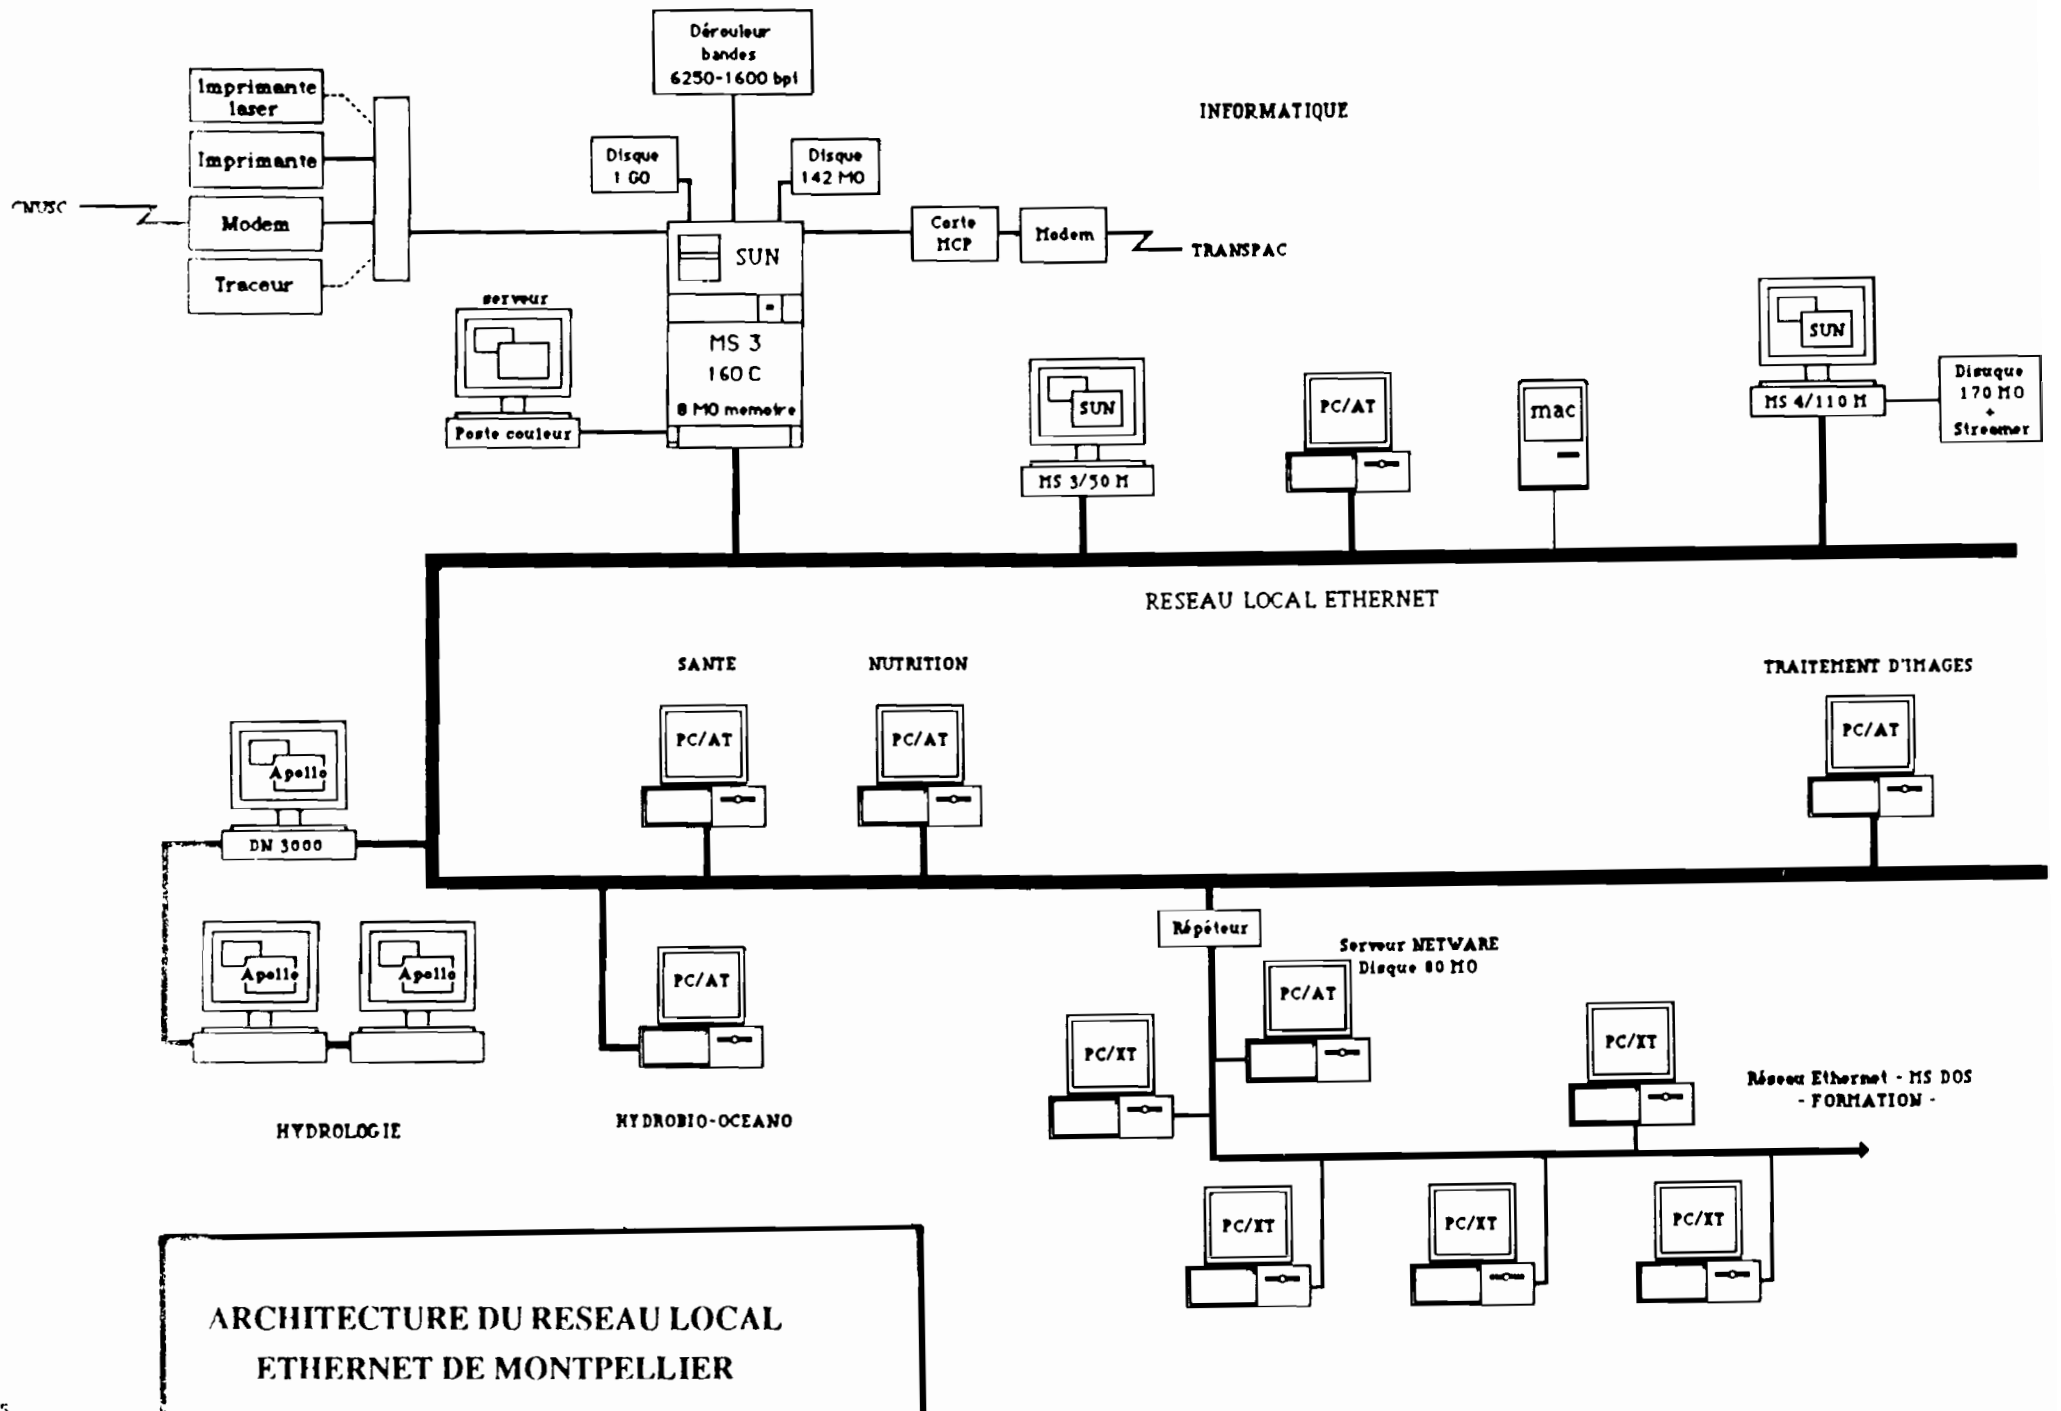 Dérouleur
bandes
6250-1600 bpi
Imprimante
laser
INFORMATIQUE
Imprimante
Disque
1 GO
Disque
142 MO
CNUSC
Modem
Carte
MCP
Modem
TRANSPAC
SUN
Traceur
serveur
MS 3
160 C
8 MO memoire
Poste couleur
SUN
MS 3/50 M
PC/AT
mac
SUN
MS 4/110 M
Disque
170 MO
+
Streamer
RESEAU LOCAL ETHERNET
SANTE
NUTRITION
TRAITEMENT D'IMAGES
PC/AT
PC/AT
PC/AT
Apollo
DN 3000
Répéteur
Serveur NETWARE
Disque 80 MO
Apollo
Apollo
PC/AT
PC/AT
PC/XT
PC/XT
Réseau Ethernet - MS DOS
- FORMATION -
HYDROLOGIE
HYDROBIO-OCEANO
PC/XT
PC/XT
PC/XT
ARCHITECTURE DU RESEAU LOCAL
ETHERNET DE MONTPELLIER